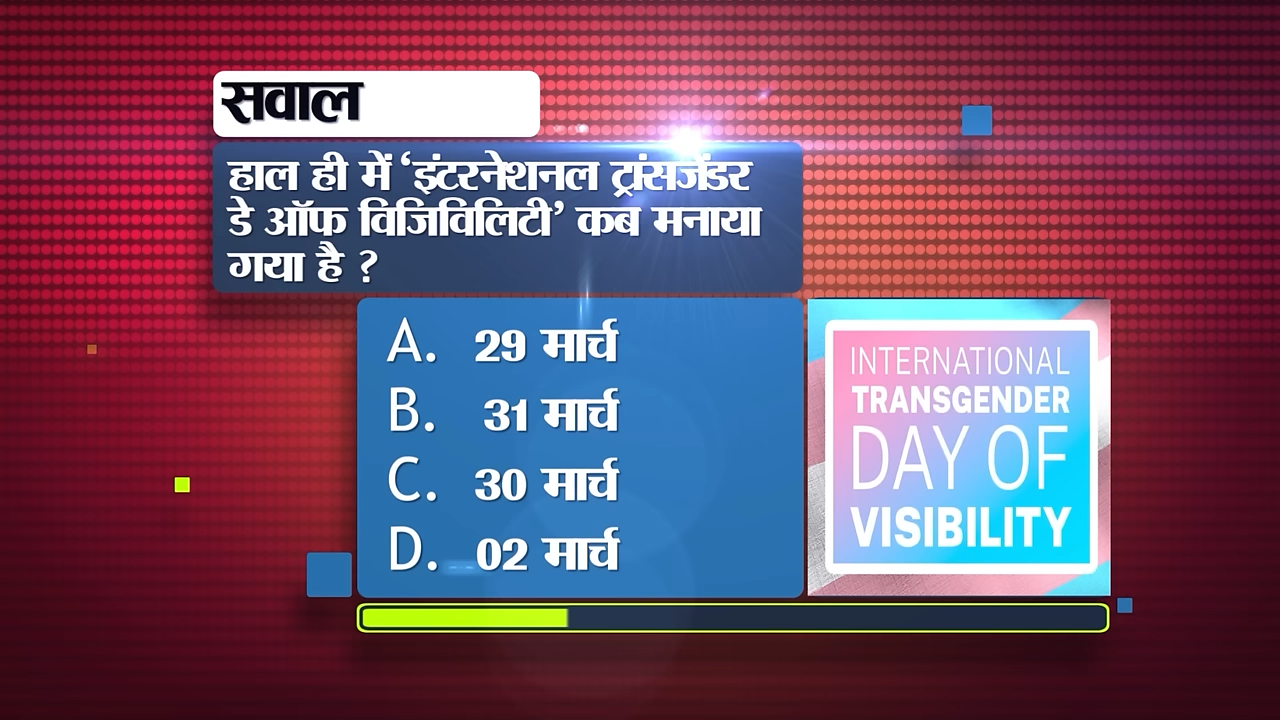 सवाल
हाल ही में ‘इंटरनेशनल ट्रांसजेंडर
डे ऑफ विजिविलिटी’ कब मनाया
गया है ?
A. 29 मार्च
B. 31 मार्च
C. 30 मार्च
D. 02 मार्च
INTERNATIONAL
TRANSGENDER
DAY OF
VISIBILITY